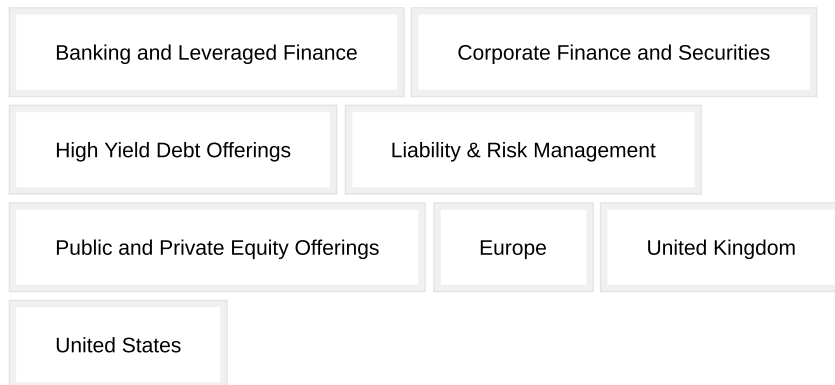 Banking and Leveraged Finance Corporate Finance and Securities
High Yield Debt Offerings Liability & Risk Management
Public and Private Equity Offerings Europe United Kingdom
United States